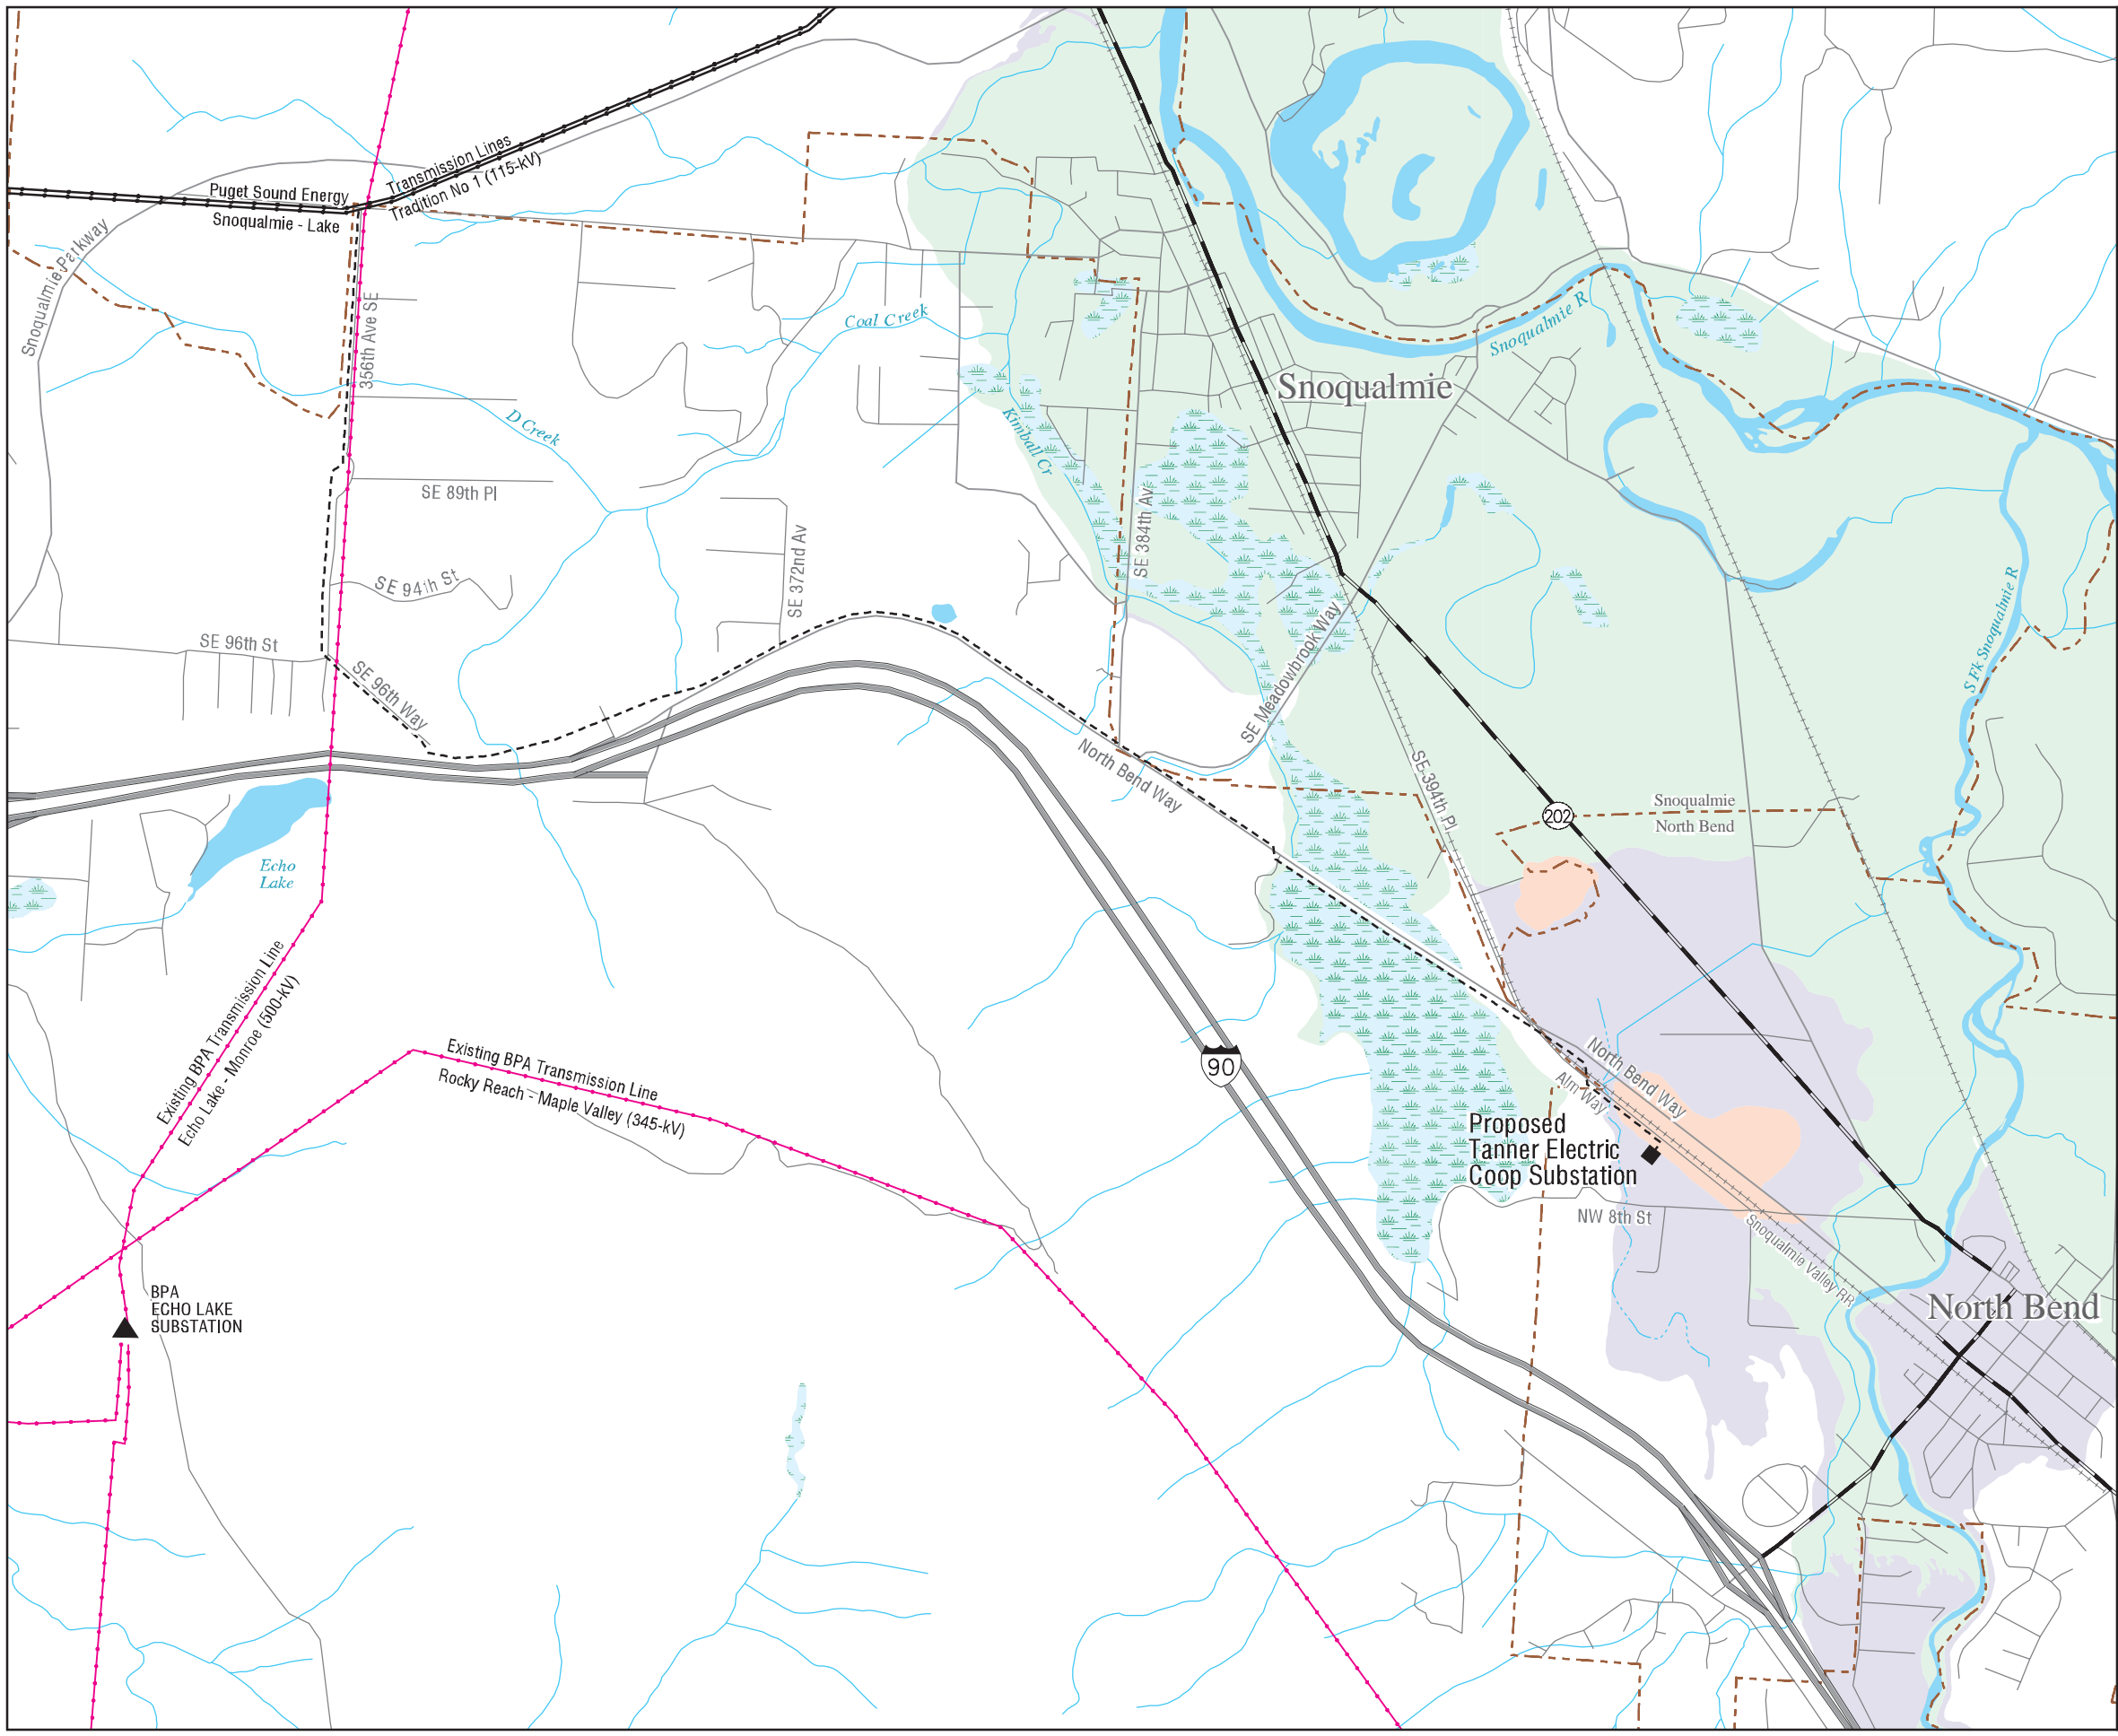 Transmission Lines
Puget Sound Energy
Tradition No 1 (115-kV)
Snoqualmie - Lake
Snoqualmie Parkway
356th Ave SE
Coal Creek
Snoqualmie R
Snoqualmie
D Creek
Kimball Cr
SE 89th Pl
SE 384th Av
SE 372nd Av
SE 94th St
S Fk Snoqualmie R
SE 96th St
SE 96th Way
SE Meadowbrook Way
North Bend Way
SE 394th Pl
202
Snoqualmie
North Bend
Echo
Lake
Existing BPA Transmission Line
Echo Lake - Monroe (500-kV)
Existing BPA Transmission Line
Rocky Reach - Maple Valley (345-kV)
90
North Bend Way
Alm Way
Proposed
Tanner Electric
Coop Substation
NW 8th St
Snoqualmie Valley RR
North Bend
BPA
ECHO LAKE
SUBSTATION